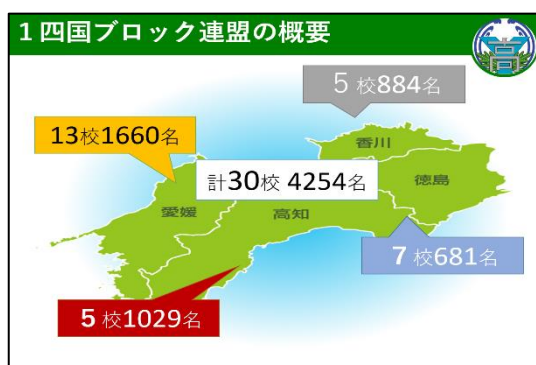 1 四国ブロック連盟の概要
5 校884名
13校1660名
香川
計30校 4254名
徳島
愛媛
高知
7 校681名
5 校1029名